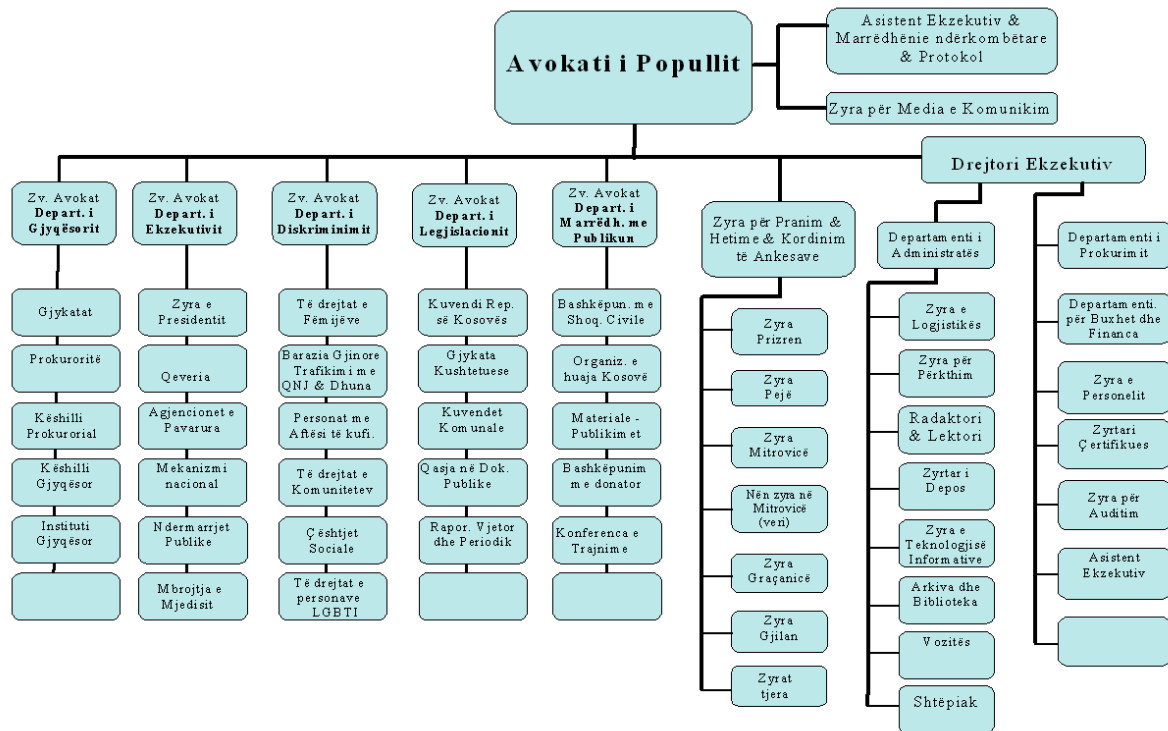 Avokati i Popullit
Asistent Ekzekutiv &
Marrëdhënie ndërkombëtare
& Protokol
Zyra për Media e Komunikim
Drejtori Ekzekutiv
Zv. Avokat
Depart. i
Gjyqësorit
Gjykatat
Prokuroritë
Këshilli
Prokurorial
Këshilli
Gjyqësor
Instituti
Gjyqësor
Zv. Avokat
Depart. i
Ekzekutivit
Zyra e
Presidentit
Qeveria
Agjencionet e
Pavarura
Mekanizmi
nacional
Ndermarrjet
Publike
Mbrojtja e
Mjedisit
Zv. Avokat
Depart. i
Diskriminimit
Të drejtat e
Fëmijëve
Barazia Gjinore
Trafikimi me
QNJ & Dhuna
Personat me
Aftësi të kufi.
Të drejtat e
Komunitetev
Çështjet
Sociale
Të drejtat e
personave
LGBTI
Zv. Avokat
Depart. i
Legjislacionit
Kuvendi Rep.
së Kosovës
Gjykata
Kushtetuese
Kuvendet
Komunale
Qasja në Dok.
Publike
Rapor. Vjetor
dhe Periodik
Zv. Avokat
Depart. i
Marrëdh. me
Publikun
Bashkëpun. me
Shoq. Civile
Organiz. e
huaja Kosovë
Materiale -
Publikimet
Bashkëpunim
me donator
Konferenca e
Trajnime
Zyra për Pranim &
Hetime & Kordinim
të Ankesave
Zyra
Prizren
Zyra
Pejë
Zyra
Mitrovicë
Nën zyra në
Mitrovicë
(veri)
Zyra
Graçanicë
Zyra
Gjilan
Zyrat
tjera
Departamenti i
Administratës
Zyra e
Logjistikës
Zyra për
Përkthim
Radaktori
& Lektori
Zyrtar i
Depos
Zyra e
Teknologjisë
Informative
Arkiva dhe
Biblioteka
Vozitës
Shtëpiak
Departamenti i
Prokurimit
Departamenti.
për Buxhet dhe
Financa
Zyra e
Personelit
Zyrtari
Çertifikues
Zyra për
Auditim
Asistent
Ekzekutiv